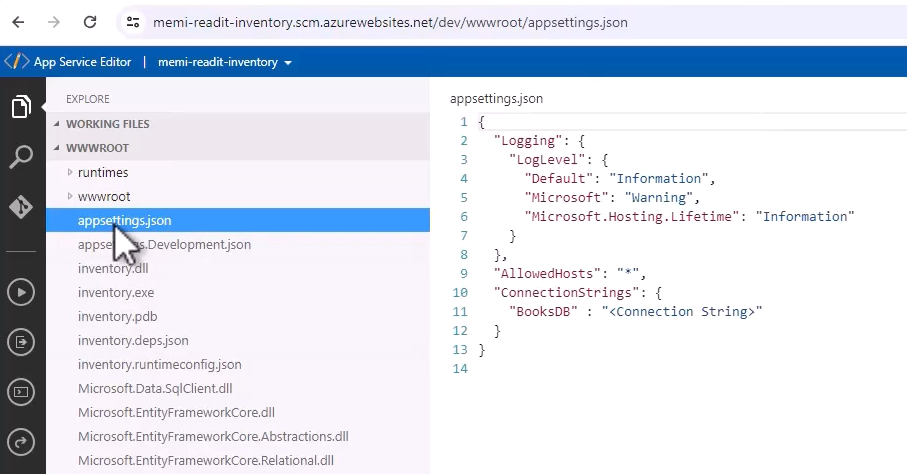 memi-readit-inventory.scm.azurewebsites.net/dev/wwwroot/appsettings.json
App Service Editor | memi-readit-inventory
EXPLORE
WORKING FILES
WWWROOT
runtimes
wwwroot
appsettings.json
appsettings.Development.json
inventory.dll
inventory.exe
inventory.pdb
inventory.deps.json
inventory.runtimeconfig.json
Microsoft.Data.SqlClient.dll
Microsoft.EntityFrameworkCore.dll
Microsoft.EntityFrameworkCore.Abstractions.dll
Microsoft.EntityFrameworkCore.Relational.dll
appsettings.json
1 {
2 "Logging": {
3 "LogLevel": {
4 "Default": "Information",
5 "Microsoft": "Warning",
6 "Microsoft.Hosting.Lifetime": "Information"
7 }
8 },
9 "AllowedHosts": "*",
10 "ConnectionStrings": {
11 "BooksDB" : "<Connection String>"
12 }
13 }
14